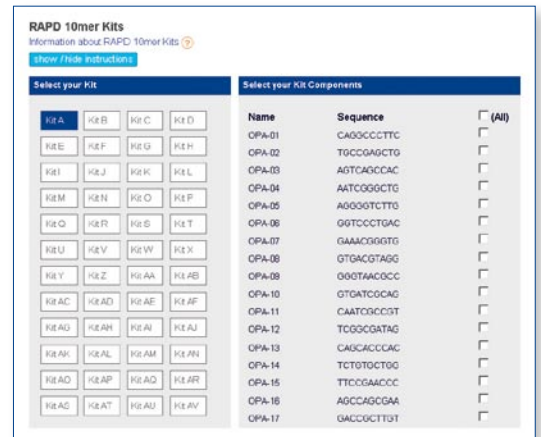 RAPD 10mer Kits
Information about RAPD 10mer Kits ?
show / hide instructions
Select your Kit
Kit A Kit B Kit C Kit D
Kit E Kit F Kit G Kit H
Kit I Kit J Kit K Kit L
Kit M Kit N Kit O Kit P
Kit Q Kit R Kit S Kit T
Kit U Kit V Kit W Kit X
Kit Y Kit Z Kit AA Kit AB
Kit AC Kit AD Kit AE Kit AF
Kit AG Kit AH Kit AI Kit AJ
Kit AK Kit AL Kit AM Kit AN
Kit AO Kit AP Kit AQ Kit AR
Kit AS Kit AT Kit AU Kit AV
Select your Kit Components
Name Sequence (All)
OPA-01 CAGGCCCTTC
OPA-02 TGCCGAGCTG
OPA-03 AGTCAGCCAC
OPA-04 AATCGGGCTG
OPA-05 AGGGGTCTTG
OPA-06 GGTCCCTGAC
OPA-07 GAAACGGGTG
OPA-08 GTGACGTAGG
OPA-09 GGGTAACGCC
OPA-10 GTGATCGCAG
OPA-11 CAATCGCCGT
OPA-12 TCGGCGATAG
OPA-13 CAGCACCCAC
OPA-14 TCTGTGCTGG
OPA-15 TTCCGAACCC
OPA-16 AGCCAGCGAA
OPA-17 GACCGCTTGT